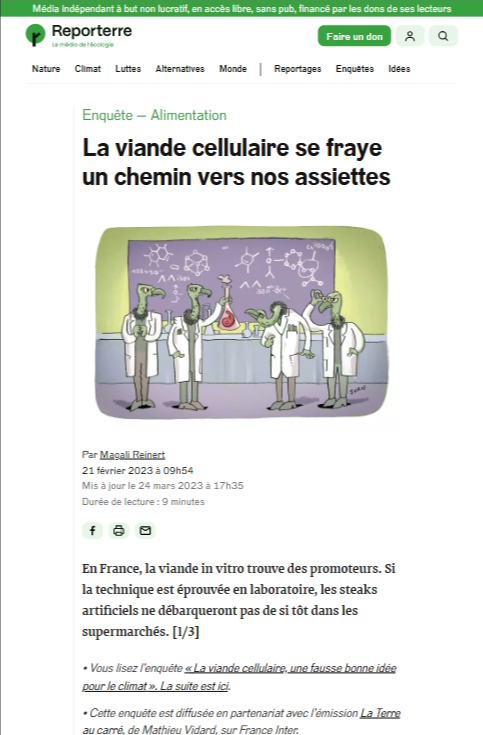 Média indépendant à but non lucratif, en accès libre, sans pub, financé par les dons de ses lecteurs
Reporterre
Le média de l'écologie
Faire un don
Nature Climat Luttes Alternatives Monde | Reportages Enquêtes Idées
Enquête — Alimentation
La viande cellulaire se fraye
un chemin vers nos assiettes
Par Magali Reinert
21 février 2023 à 09h54
Mis à jour le 24 mars 2023 à 17h35
Durée de lecture : 9 minutes
En France, la viande in vitro trouve des promoteurs. Si
la technique est éprouvée en laboratoire, les steaks
artificiels ne débarqueront pas de si tôt dans les
supermarchés. [1/3]
• Vous lisez l'enquête « La viande cellulaire, une fausse bonne idée
pour le climat ». La suite est ici.
• Cette enquête est diffusée en partenariat avec l'émission La Terre
au carré, de Mathieu Vidard, sur France Inter.